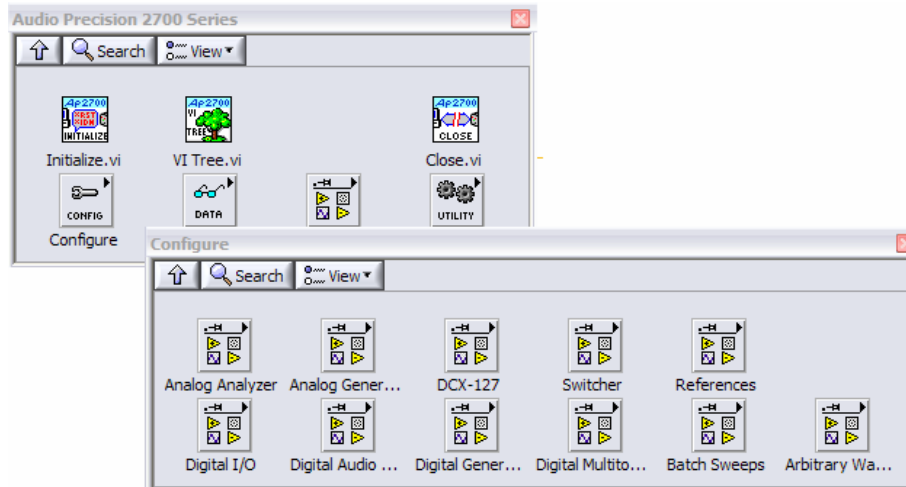 Audio Precision 2700 Series
Search View
Ap2700 INITIALIZE
Ap2700 VI TREE
Ap2700 CLOSE
Initialize.vi VI Tree.vi Close.vi
CONFIG DATA UTILITY
Configure
Configure
Search View
Analog Analyzer Analog Gener... DCX-127 Switcher References
Digital I/O Digital Audio ... Digital Gener... Digital Multito... Batch Sweeps Arbitrary Wa...